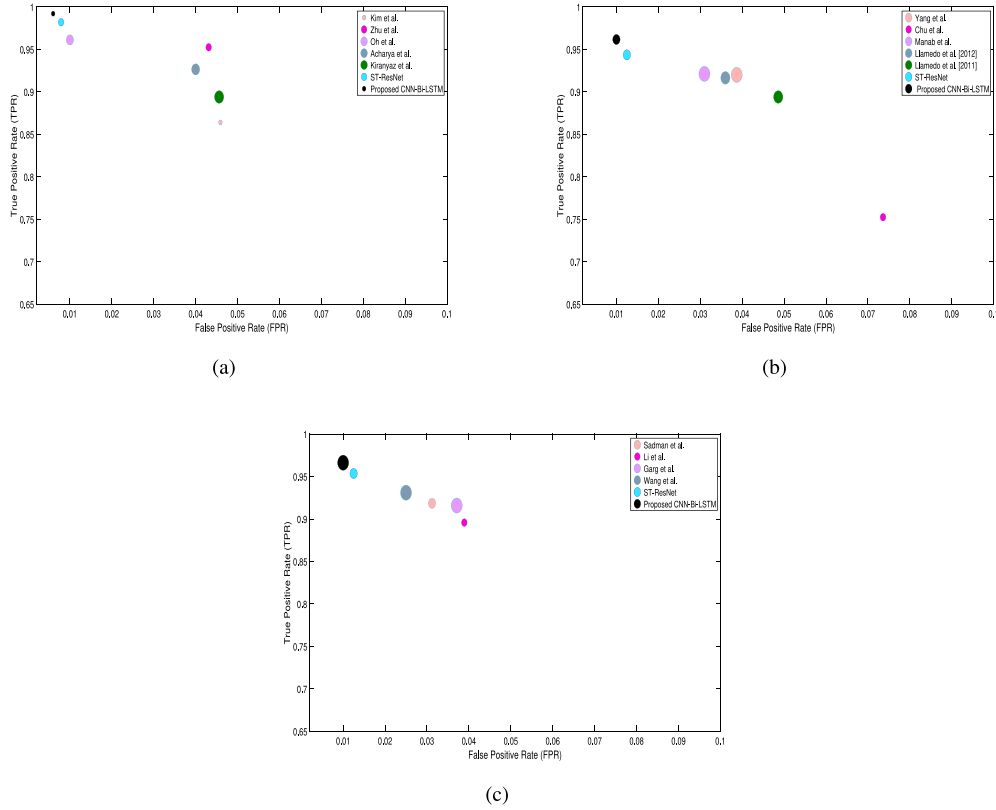 1
0.95
0.9
0.85
0.8
0.75
0.7
0.65
True Positive Rate (TPR)
0.01 0.02 0.03 0.04 0.05 0.06 0.07 0.08 0.09 0.1
False Positive Rate (FPR)
Kim et al.
Zhu et al.
Oh et al.
Acharya et al.
Kiranyaz et al.
ST-ResNet
Proposed CNN-Bi-LSTM
(a)
1
0.95
0.9
0.85
0.8
0.75
0.7
0.65
True Positive Rate (TPR)
0.01 0.02 0.03 0.04 0.05 0.06 0.07 0.08 0.09 0.1
False Positive Rate (FPR)
Yang et al.
Chu et al.
Manab et al.
Llamedo et al. [2012]
Llamedo et al. [2011]
ST-ResNet
Proposed CNN-Bi-LSTM
(b)
1
0.95
0.9
0.85
0.8
0.75
0.7
0.65
True Positive Rate (TPR)
0.01 0.02 0.03 0.04 0.05 0.06 0.07 0.08 0.09 0.1
False Positive Rate (FPR)
Sadman et al.
Li et al.
Garg et al.
Wang et al.
ST-ResNet
Proposed CNN-Bi-LSTM
(c)